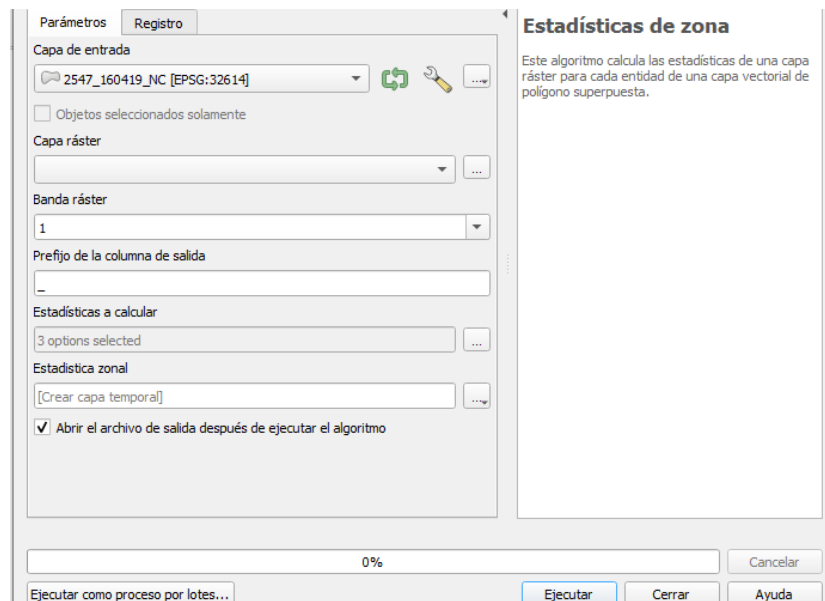 Parámetros
Registro
Capa de entrada
2547_160419_NC [EPSG:32614]
...
Objetos seleccionados solamente
Capa ráster
...
Banda ráster
1
Prefijo de la columna de salida
_
Estadísticas a calcular
3 options selected
...
Estadistica zonal
[Crear capa temporal]
...
Abrir el archivo de salida después de ejecutar el algoritmo
Estadísticas de zona
Este algoritmo calcula las estadísticas de una capa
ráster para cada entidad de una capa vectorial de
polígono superpuesta.
0%
Cancelar
Ejecutar como proceso por lotes...
Ejecutar
Cerrar
Ayuda